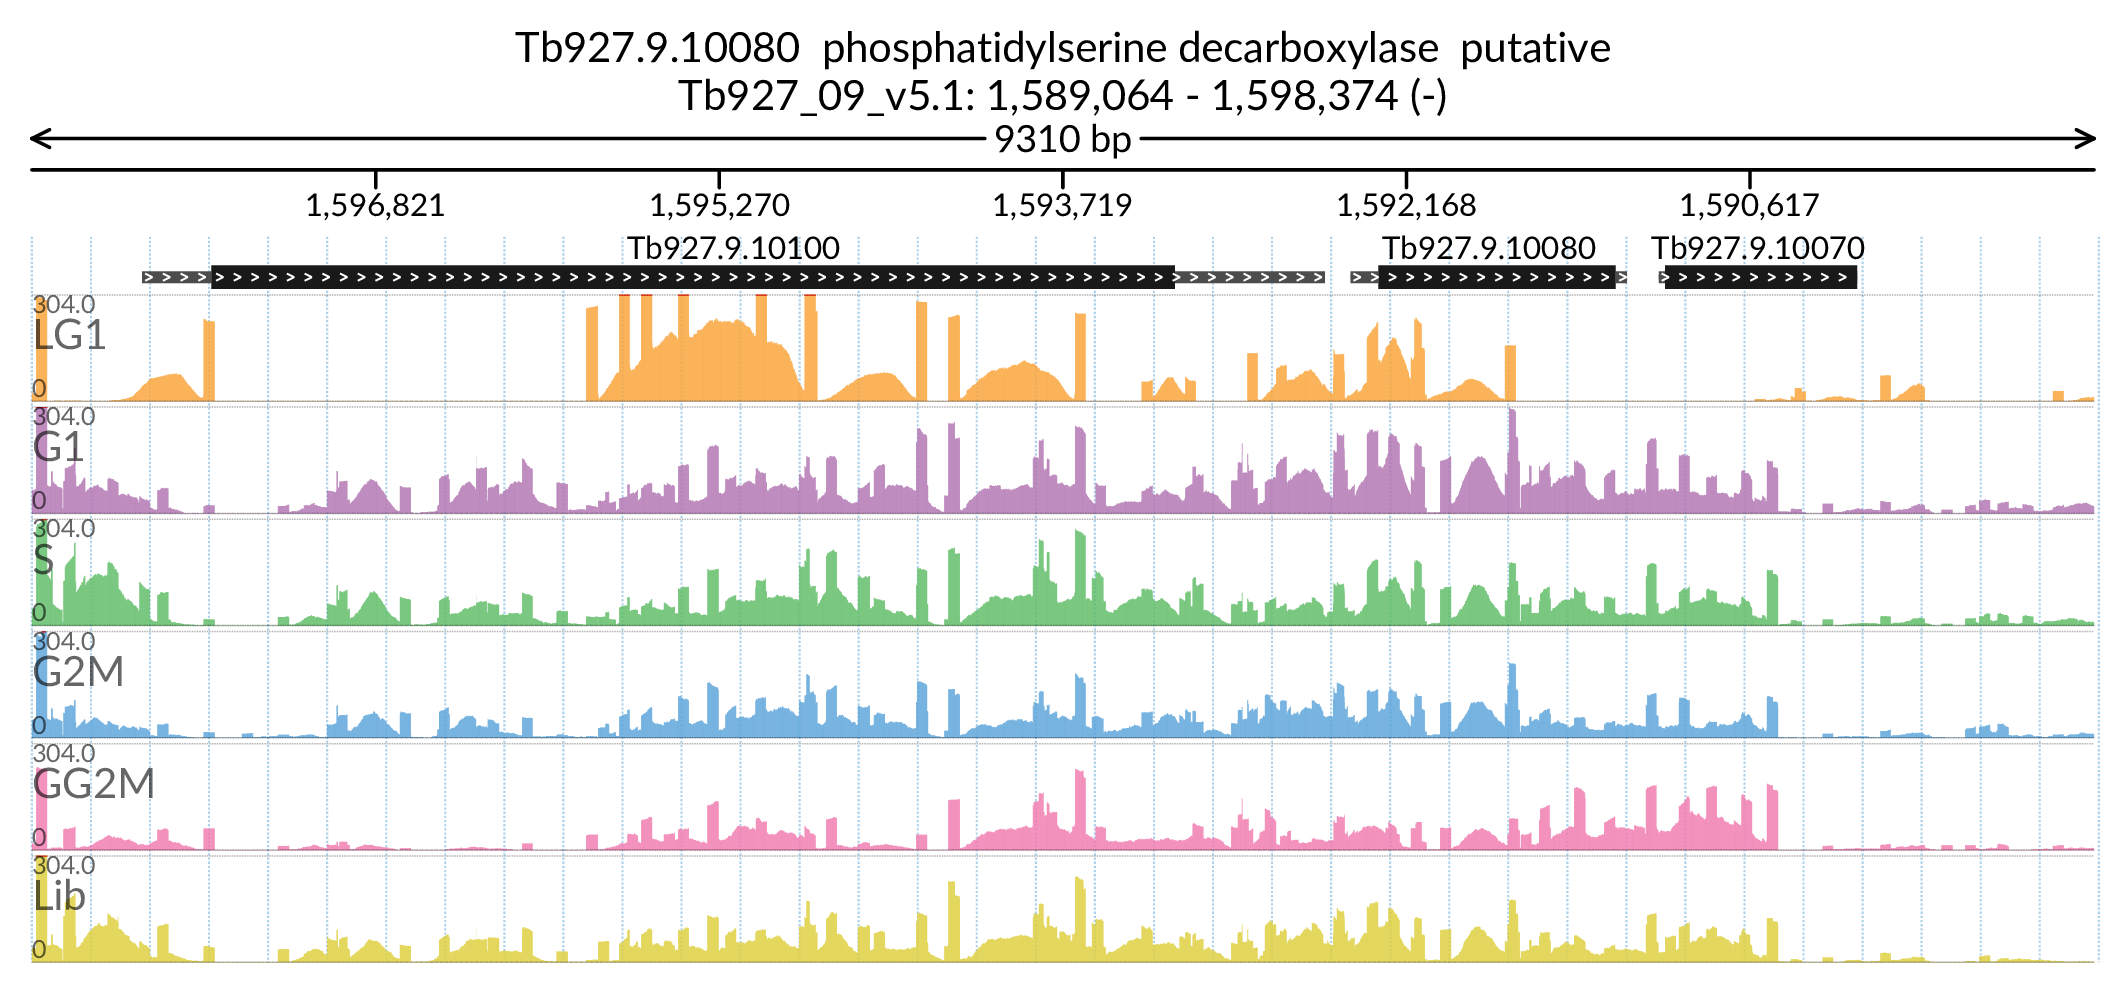 Tb927.9.10080  phosphatidylserine decarboxylase  putative
Tb927_09_v5.1: 1,589,064 - 1,598,374 (-)
9310 bp
1,596,821 1,595,270 1,593,719 1,592,168 1,590,617
Tb927.9.10100 Tb927.9.10080 Tb927.9.10070
304.0
LG1
0
304.0
G1
0
304.0
S
0
304.0
G2M
0
304.0
GG2M
0
304.0
Lib
0